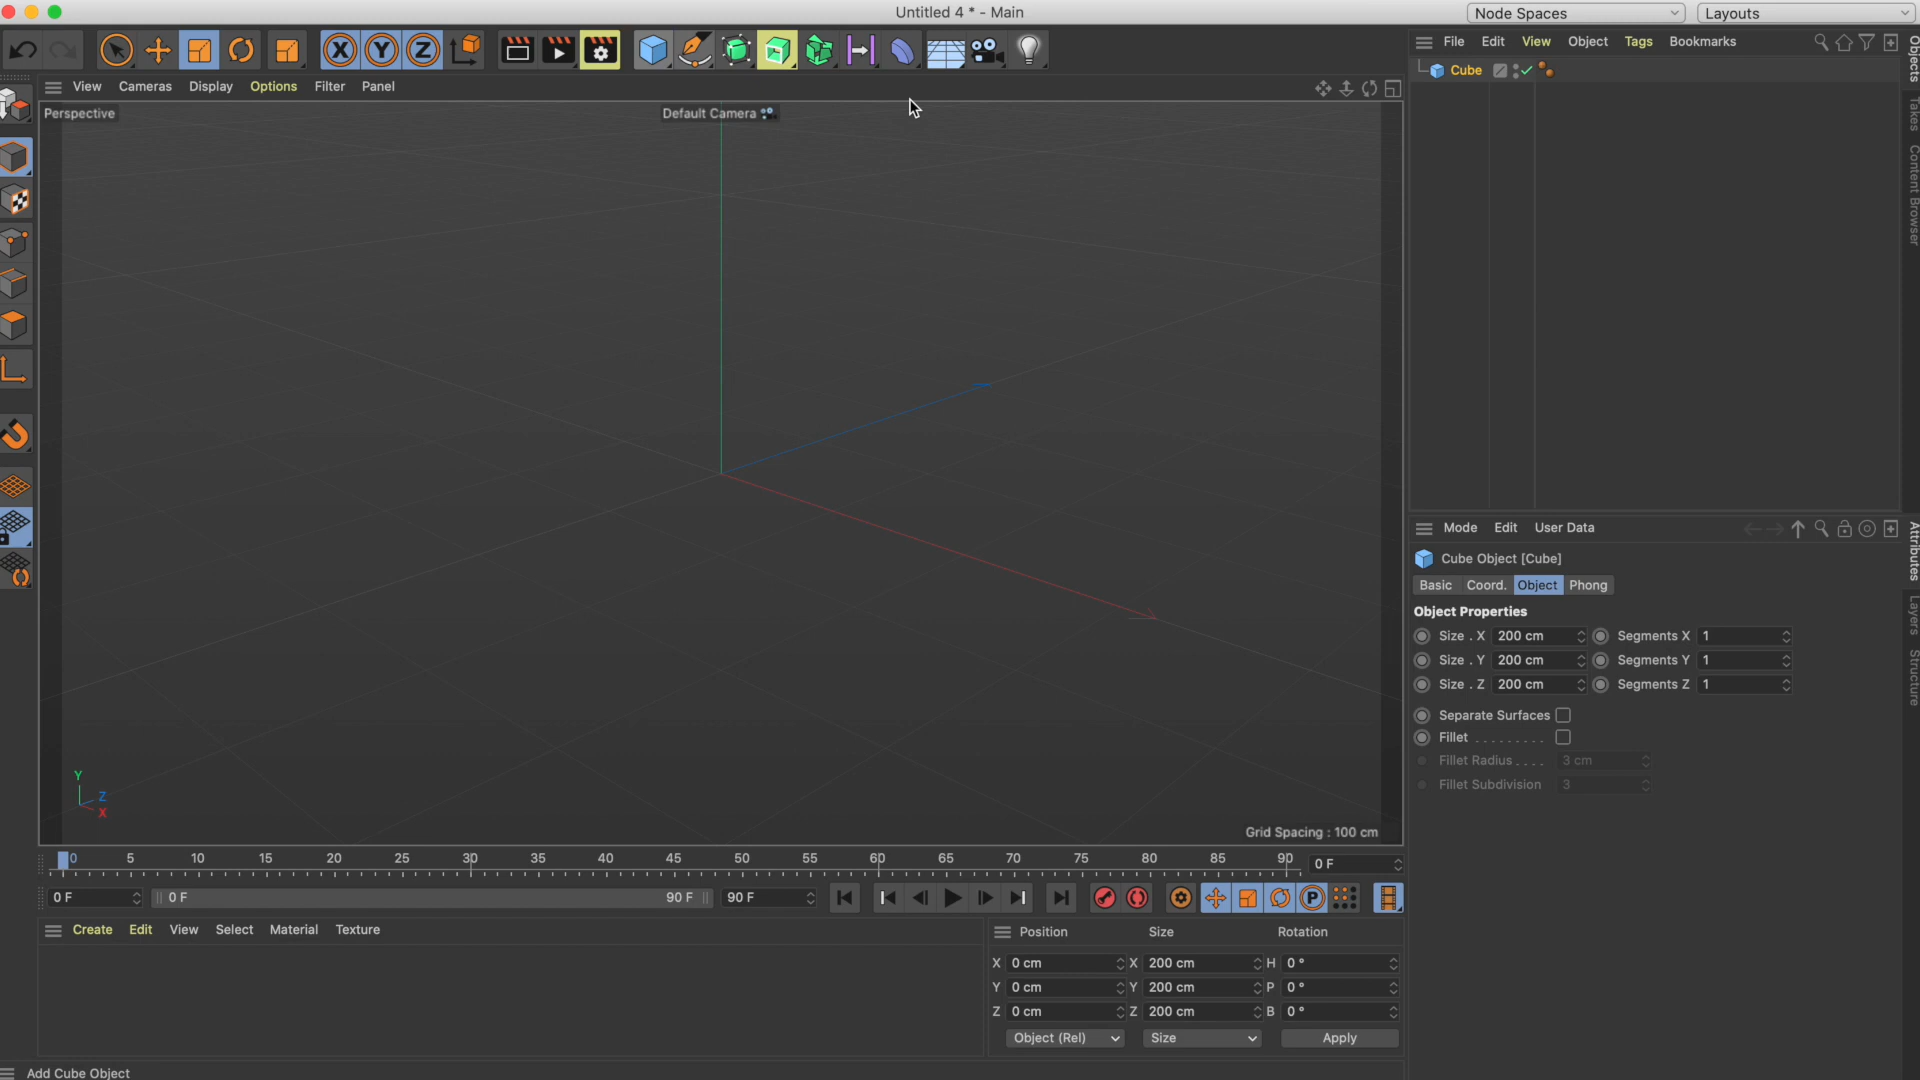 Untitled 4 * - Main
Node Spaces
Layouts
X Y Z
File Edit View Object Tags Bookmarks
Cube
View Cameras Display Options Filter Panel
Perspective
Default Camera
Objects
Takes
Content Browser
Y
Z
X
Grid Spacing : 100 cm
Mode Edit User Data
Cube Object [Cube]
Basic Coord. Object Phong
Object Properties
Size . X 200 cm Segments X 1
Size . Y 200 cm Segments Y 1
Size . Z 200 cm Segments Z 1
Separate Surfaces
Fillet . . . . . . . . .
Fillet Radius . . . . 3 cm
Fillet Subdivision 3
Attributes
Layers
Structure
0 5 10 15 20 25 30 35 40 45 50 55 60 65 70 75 80 85 90 0 F
0 F 0 F 90 F 90 F P
Create Edit View Select Material Texture
Position Size Rotation
X 0 cm X 200 cm H 0 °
Y 0 cm Y 200 cm P 0 °
Z 0 cm Z 200 cm B 0 °
Object (Rel) Size Apply
Add Cube Object